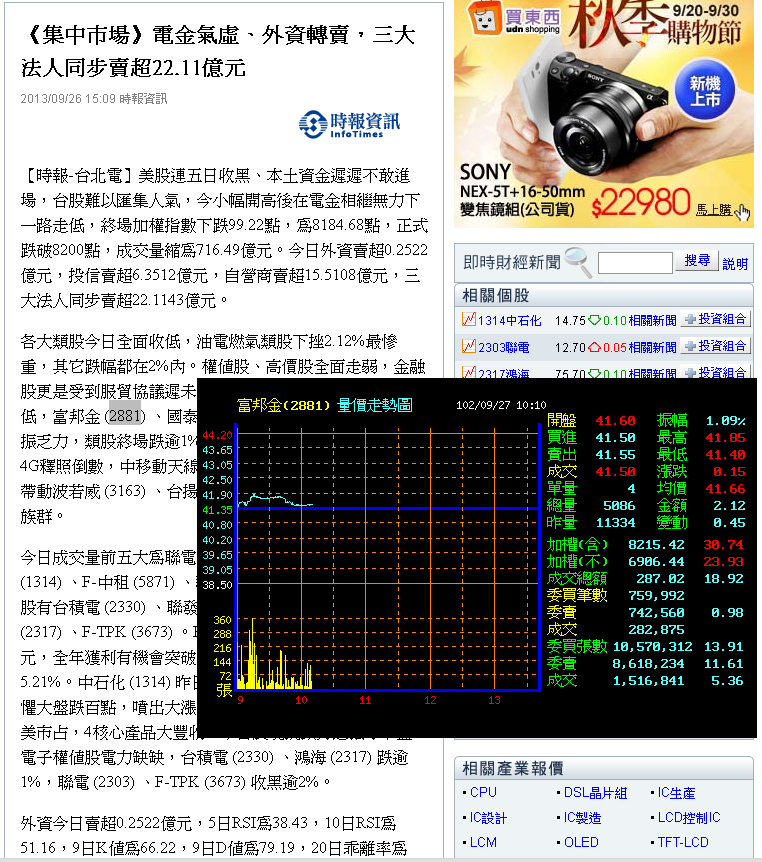 《集中市場》電金氣虛、外資轉賣，三大
法人同步賣超22.11億元
2013/09/26 15:09 時報資訊
時報資訊
InfoTimes
［時報-台北電］美股連五日收黑、本土資金遲遲不敢進
場，台股難以匯集人氣，今小幅開高後在電金相繼無力下
一路走低，終場加權指數下跌99.22點，為8184.68點，正式
跌破8200點，成交量縮為716.49億元。今日外資賣超0.2522
億元，投信賣超6.3512億元，自營商賣超15.5108億元，三
大法人同步賣超22.1143億元。
各大類股今日全面收低，油電燃氣類股下挫2.12%最慘
重，其它跌幅都在2%內。權值股、高價股全面走弱，金融
股更是受到服貿協議遲未
低，富邦金 (2881) 、國泰
振乏力，類股終場跌逾1%
4G釋照倒數，中移動天線
帶動波若威 (3163) 、台揚
族群。
今日成交量前五大為聯電
(1314) 、F-中租 (5871) 、
股有台積電 (2330) 、聯發
(2317) 、F-TPK (3673) 。
元，全年獲利有機會突破
5.21%。中石化 (1314) 昨日
懼大盤跌百點，噴出大漲
美市占，4核心產品大豐收
電子權值股電力缺缺，台積電 (2330) 、鴻海 (2317) 跌逾
1%，聯電 (2303) 、F-TPK (3673) 收黑逾2%。
外資今日賣超0.2522億元，5日RSI為38.43，10日RSI為
51.16，9日K值為66.22，9日D值為79.19，20日乖離率為
買東西
udn shopping
秋季
9/20-9/30
購物節
新機
上市
SONY
NEX-5T+16-50mm
變焦鏡組(公司貨)
$22980
馬上購
即時財經新聞
搜尋
說明
相關個股
1314中石化 14.75 0.10 相關新聞 投資組合
2303聯電 12.70 0.05 相關新聞 投資組合
2317鴻海 75.70 0.10 相關新聞 投資組合
富邦金(2881) 量價走勢圖 102/09/27 10:10
44.20
43.65
43.05
42.50
41.90
41.35
40.80
40.20
39.65
39.05
38.50
360
288
216
144
72
張
9 10 11 12 13
開盤 41.60 振幅 1.09%
買進 41.50 最高 41.85
賣出 41.55 最低 41.40
成交 41.50 漲跌 0.15
單量 4 均價 41.66
總量 5086 金額 2.12
昨量 11334 變動 0.45
加權(含) 8215.42 30.74
加權(不) 6906.44 23.93
成交總額 287.02 18.92
委買筆數 759,992
委賣 742,560 0.98
成交 282,875
委買張數 10,570,312 13.91
委賣 8,618,234 11.61
成交 1,516,841 5.36
相關產業報價
CPU DSL晶片組 IC生產
IC設計 IC製造 LCD控制IC
LCM OLED TFT-LCD